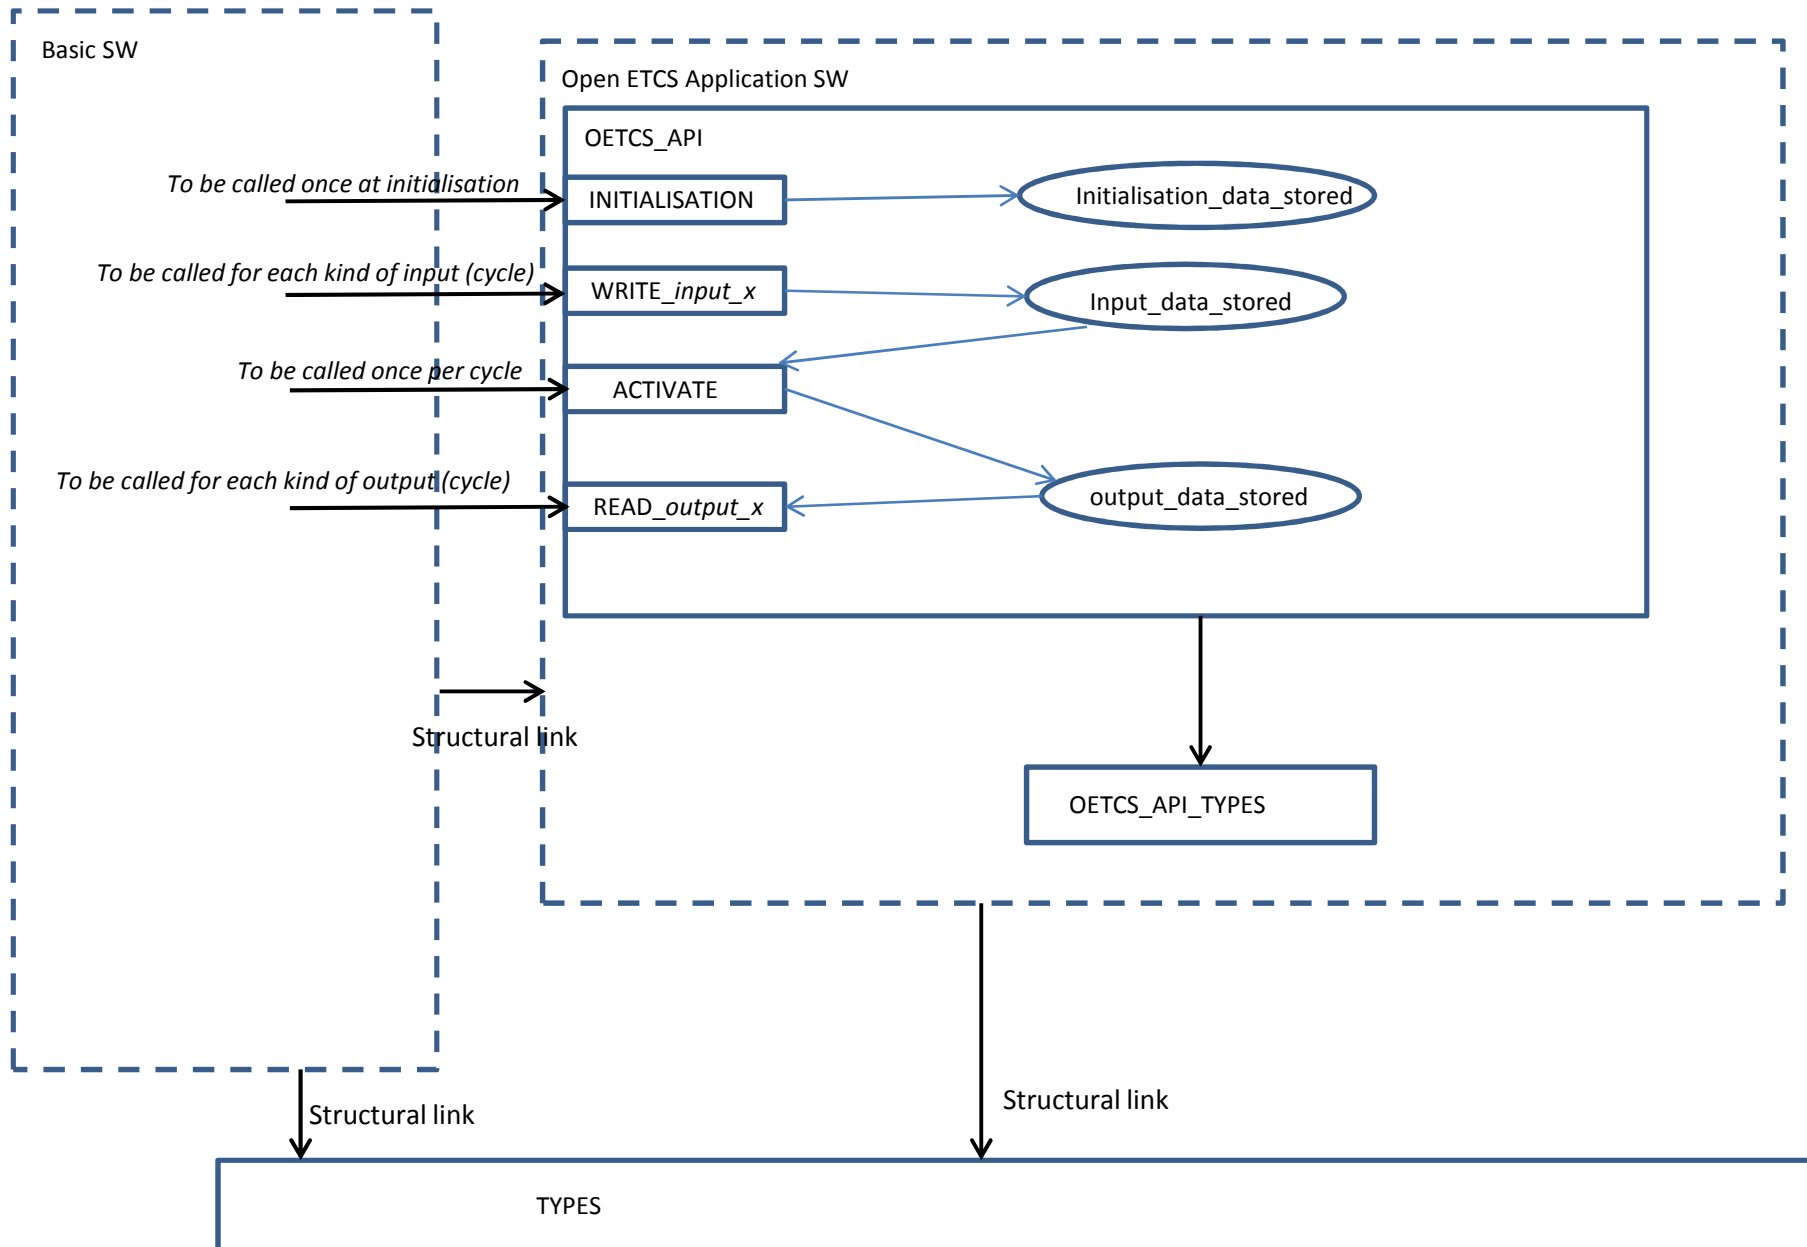 Basic SW
Open ETCS Application SW
OETCS_API
To be called once at initialisation
INITIALISATION
Initialisation_data_stored
To be called for each kind of input (cycle)
WRITE_input_x
Input_data_stored
To be called once per cycle
ACTIVATE
To be called for each kind of output (cycle)
READ_output_x
output_data_stored
Structural link
OETCS_API_TYPES
Structural link
Structural link
TYPES